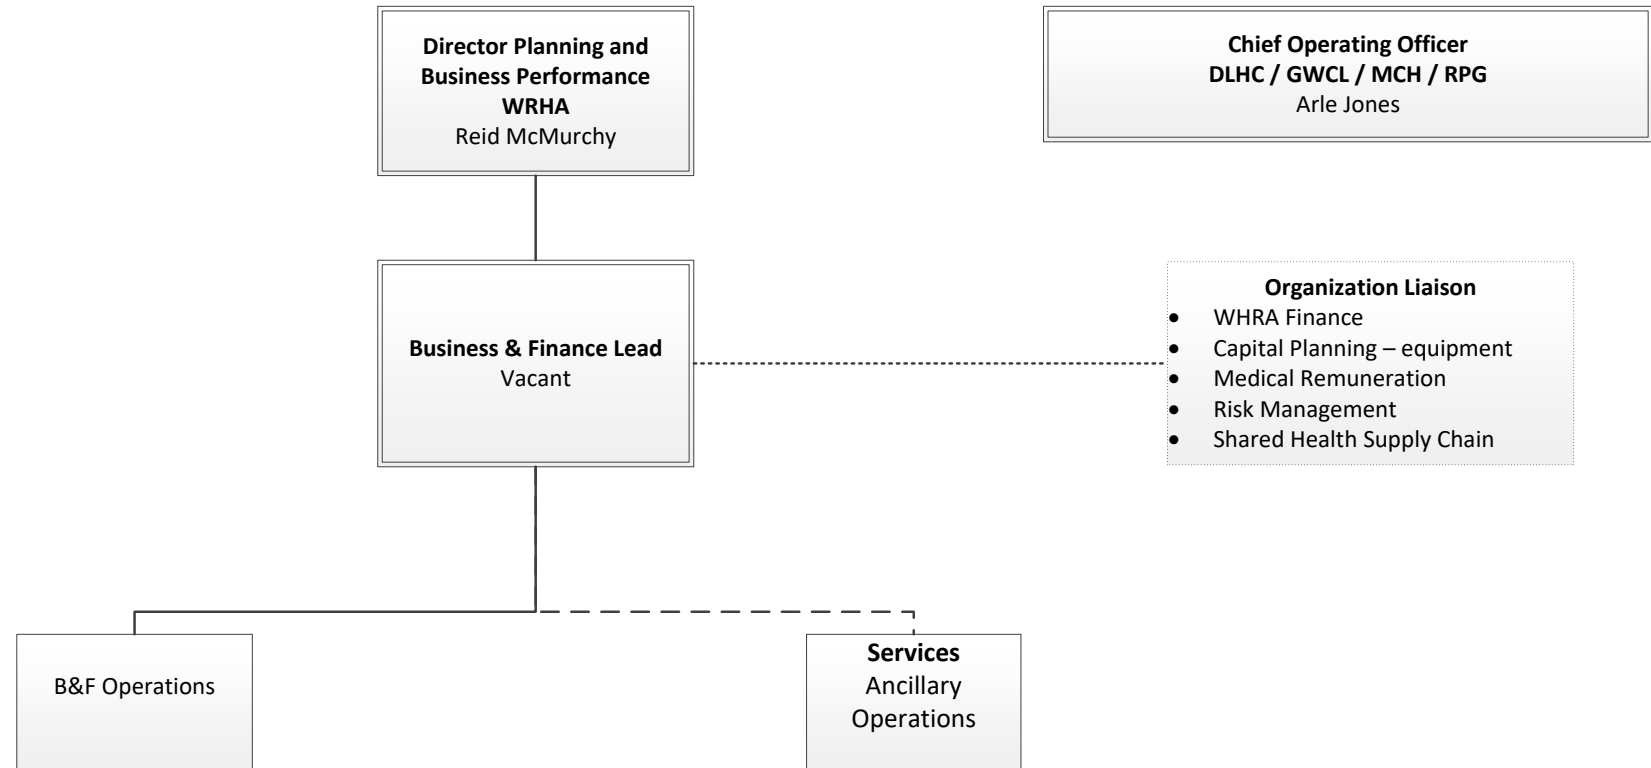 Director Planning and
Business Performance
WRHA
Reid McMurchy
Chief Operating Officer
DLHC / GWCL / MCH / RPG
Arle Jones
Business & Finance Lead
Vacant
Organization Liaison
• WHRA Finance
• Capital Planning – equipment
• Medical Remuneration
• Risk Management
• Shared Health Supply Chain
B&F Operations
Services
Ancillary
Operations